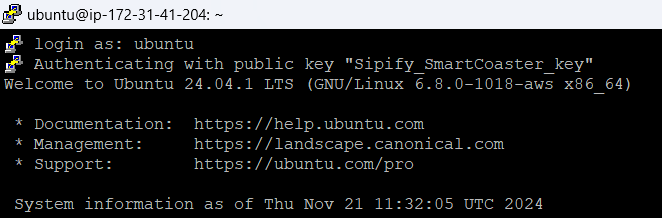 ubuntu@ip-172-31-41-204: ~
login as: ubuntu
Authenticating with public key "Sipify_SmartCoaster_key"
Welcome to Ubuntu 24.04.1 LTS (GNU/Linux 6.8.0-1018-aws x86_64)
* Documentation:  https://help.ubuntu.com
* Management:     https://landscape.canonical.com
* Support:        https://ubuntu.com/pro
System information as of Thu Nov 21 11:32:05 UTC 2024